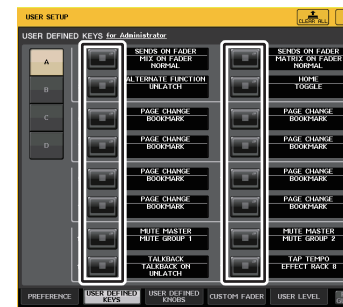 USER SETUP
CLEAR ALL
USER DEFINED KEYS for Administrator
A
B
C
D
SENDS ON FADER
MIX ON FADER
NORMAL
SENDS ON FADER
MATRIX ON FADER
NORMAL
ALTERNATE FUNCTION
UNLATCH
HOME
TOGGLE
PAGE CHANGE
BOOKMARK
PAGE CHANGE
BOOKMARK
PAGE CHANGE
BOOKMARK
PAGE CHANGE
BOOKMARK
PAGE CHANGE
BOOKMARK
PAGE CHANGE
BOOKMARK
PAGE CHANGE
BOOKMARK
PAGE CHANGE
BOOKMARK
MUTE MASTER
MUTE GROUP 1
MUTE MASTER
MUTE GROUP 2
TALKBACK
TALKBACK ON
UNLATCH
TAP TEMPO
EFFECT RACK 8
PREFERENCE
USER DEFINED
KEYS
USER DEFINED
KNOBS
CUSTOM FADER
USER LEVEL